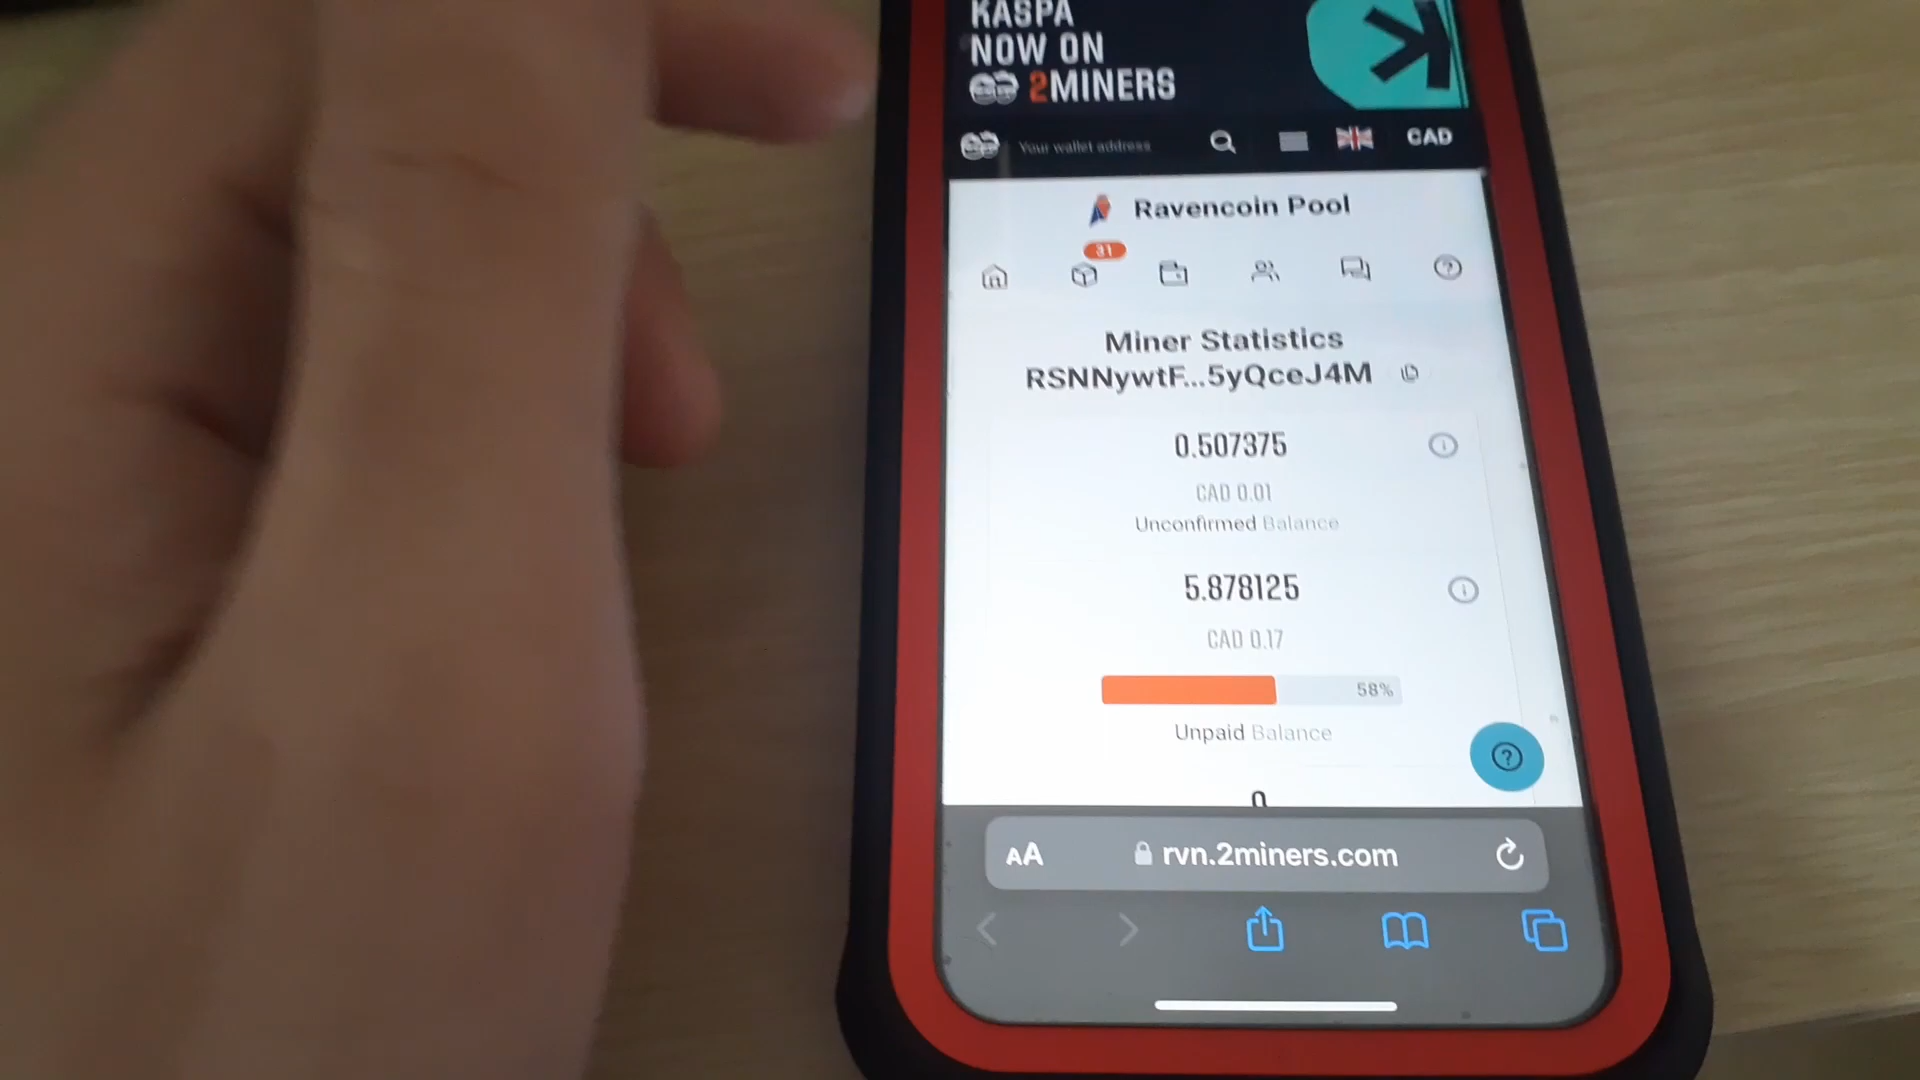 KASPA
NOW ON
2MINERS
Your wallet address
CAD
Ravencoin Pool
31
Miner Statistics
RSNNywtF...5yQceJ4M
0.507375
CAD 0.01
Unconfirmed Balance
5.878125
CAD 0.17
58%
Unpaid Balance
0
AA
rvn.2miners.com